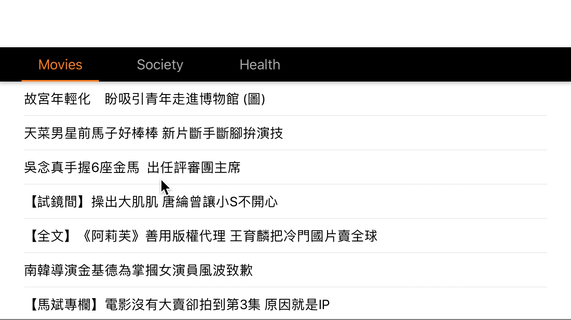 Movies Society Health
故宮年輕化　盼吸引青年走進博物館 (圖)
天菜男星前馬子好棒棒 新片斷手斷腳拚演技
吳念真手握6座金馬 出任評審團主席
【試鏡間】操出大肌肌 唐綸曾讓小S不開心
【全文】《阿莉芙》善用版權代理 王育麟把冷門國片賣全球
南韓導演金基德為掌摑女演員風波致歉
【馬斌專欄】電影沒有大賣卻拍到第3集 原因就是IP